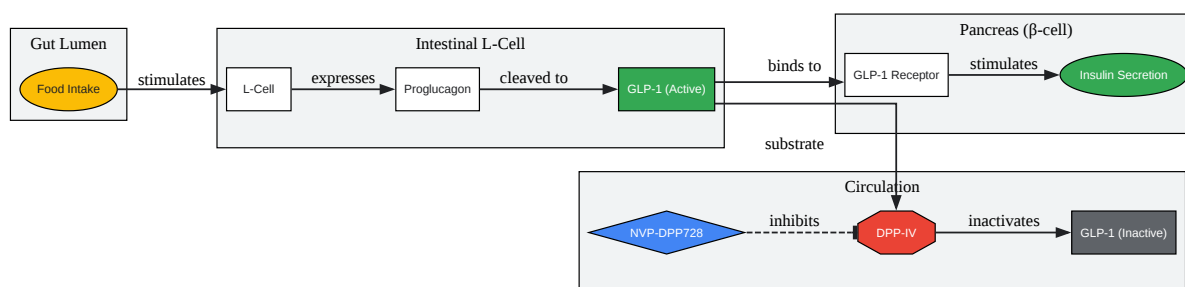 Gut Lumen
Food Intake
stimulates
Intestinal L-Cell
L-Cell
expresses
Proglucagon
cleaved to
GLP-1 (Active)
binds to
Pancreas (β-cell)
GLP-1 Receptor
stimulates
Insulin Secretion
substrate
Circulation
NVP-DPP728
inhibits
DPP-IV
inactivates
GLP-1 (Inactive)